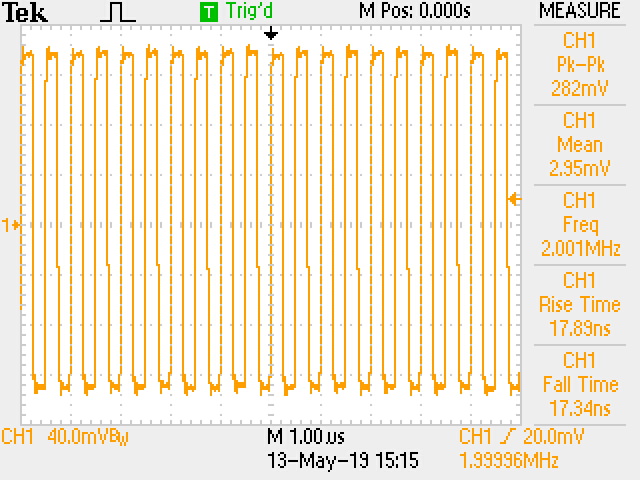 Tek T Trig'd M Pos: 0.000s MEASURE
CH1
Pk-Pk
282mV
CH1
Mean
2.95mV
CH1
Freq
2.001MHz
CH1
Rise Time
17.89ns
CH1
Fall Time
17.34ns
1
CH1 40.0mVBw M 1.00us CH1 20.0mV
13-May-19 15:15 1.99996MHz